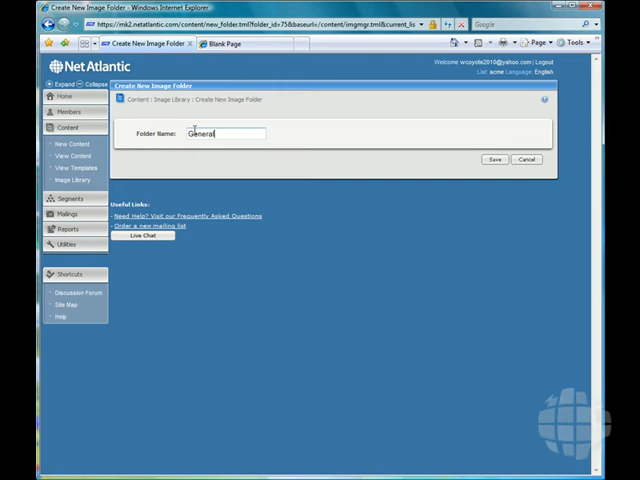 Create New Image Folder - Windows Internet Explorer
https://mk2.netatlantic.com/content/new_folder.tml?folder_id=75&baseurl=/content/imgmgr.tml&current_lis
Create New Image Folder
Blank Page
Page
Tools
Net Atlantic
Welcome wcoyote2010@yahoo.com | Logout
List: acme Language: English
Expand
Collapse
Home
Members
Content
New Content
View Content
View Templates
Image Library
Segments
Mailings
Reports
Utilities
Shortcuts
Discussion Forum
Site Map
Help
Create New Image Folder
Content : Image Library : Create New Image Folder
Folder Name:
General
Save
Cancel
Useful Links:
- Need Help? Visit our Frequently Asked Questions
- Order a new mailing list
Live Chat